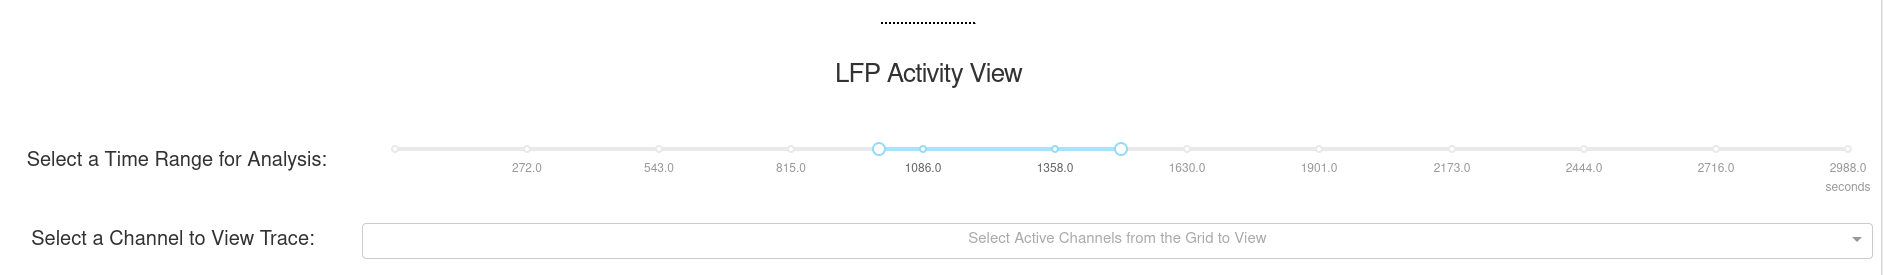 LFP Activity View
Select a Time Range for Analysis:
272.0 543.0 815.0 1086.0 1358.0 1630.0 1901.0 2173.0 2444.0 2716.0 2988.0
seconds
Select a Channel to View Trace:
Select Active Channels from the Grid to View